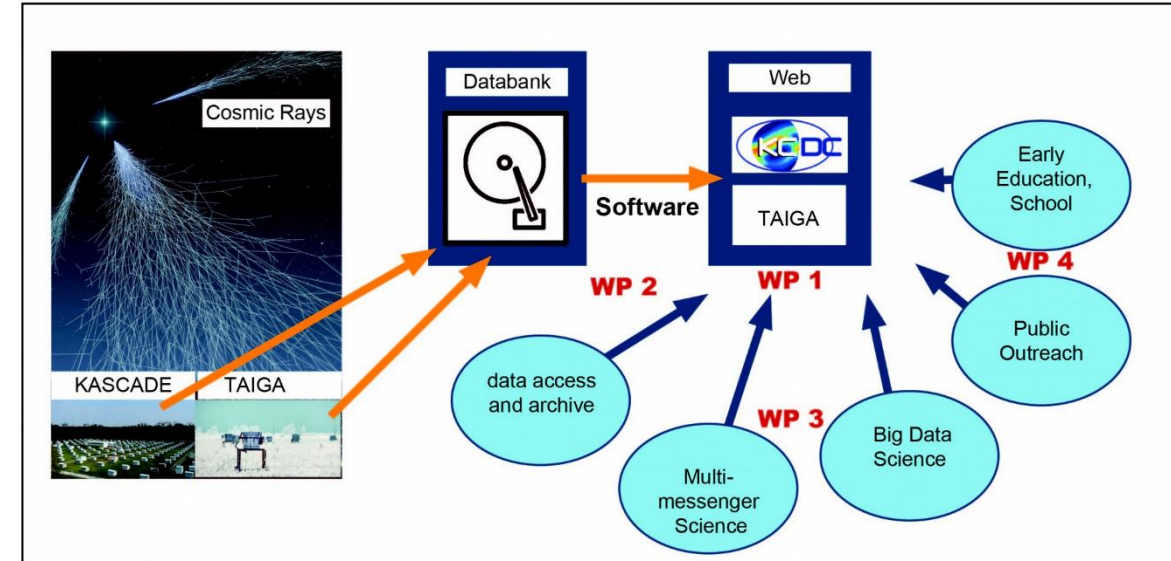 Cosmic Rays
KASCADE
TAIGA
Databank
Software
Web
KCDC
TAIGA
WP 2
WP 1
WP 4
WP 3
data access
and archive
Multi-
messenger
Science
Big Data
Science
Public
Outreach
Early
Education,
School